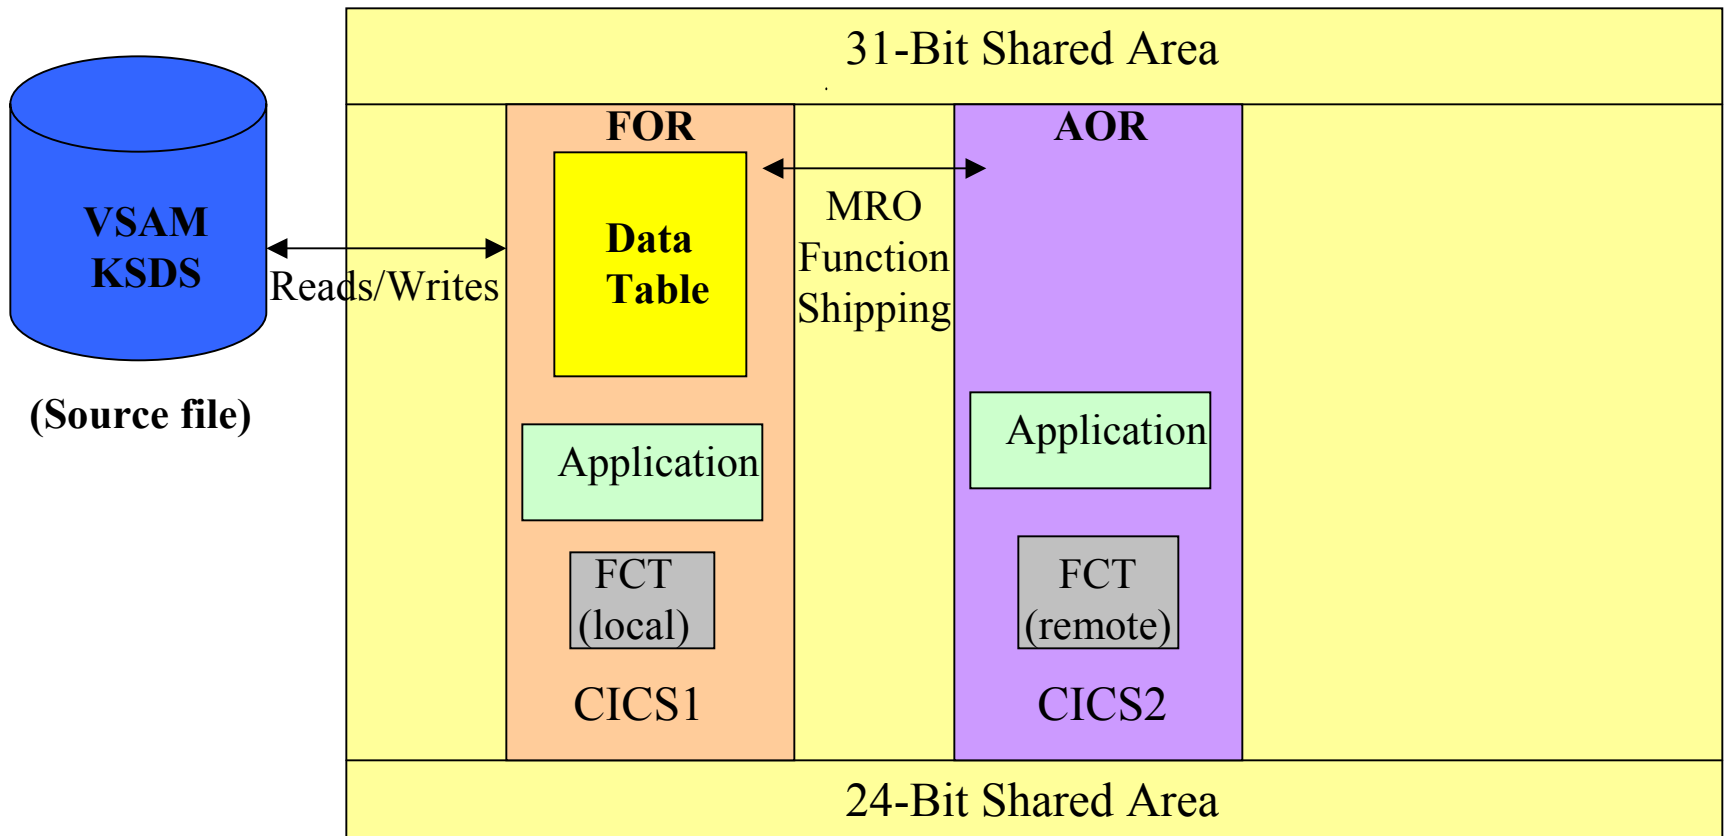 31-Bit Shared Area
FOR
AOR
VSAM
KSDS
Reads/Writes
Data
Table
MRO
Function
Shipping
(Source file)
Application
Application
FCT
(local)
FCT
(remote)
CICS1
CICS2
24-Bit Shared Area